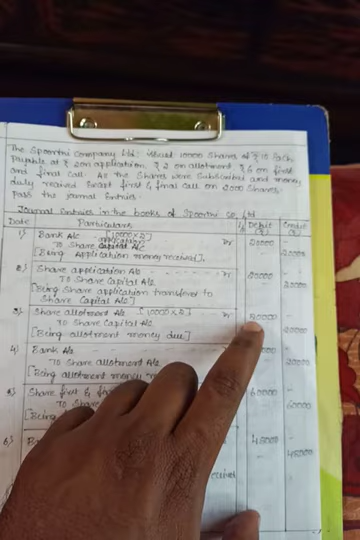 The Spoorthi Company Ltd. issued 10000 Shares of ₹ 10 Each
Payable at ₹ 2 on application ₹ 2 on allotment ₹ 6 on first
and final call. All the Shares were Subscribed and money
duly received Except first & final call on 2000 Shares
Pass the Journal Entries
Journal Entries in the books of Spoorthi Co. Ltd
Date Particulars Debit (₹) Credit (₹)
1) Bank A/c [10000×2] Dr 20000
To Share application A/c 20000
[Being application money received]
Share application A/c Dr 20000
To Share Capital A/c 20000
[Being Share application transfer to
Share Capital A/c]
3) Share allotment A/c [10000×2] Dr 20000
To Share Capital A/c 20000
[Being allotment money due]
4) Bank A/c
To Share allotment A/c 20000
[Being allotment money
Share first & 60000
To Share 60000
[Being
6) 48000
48000
received